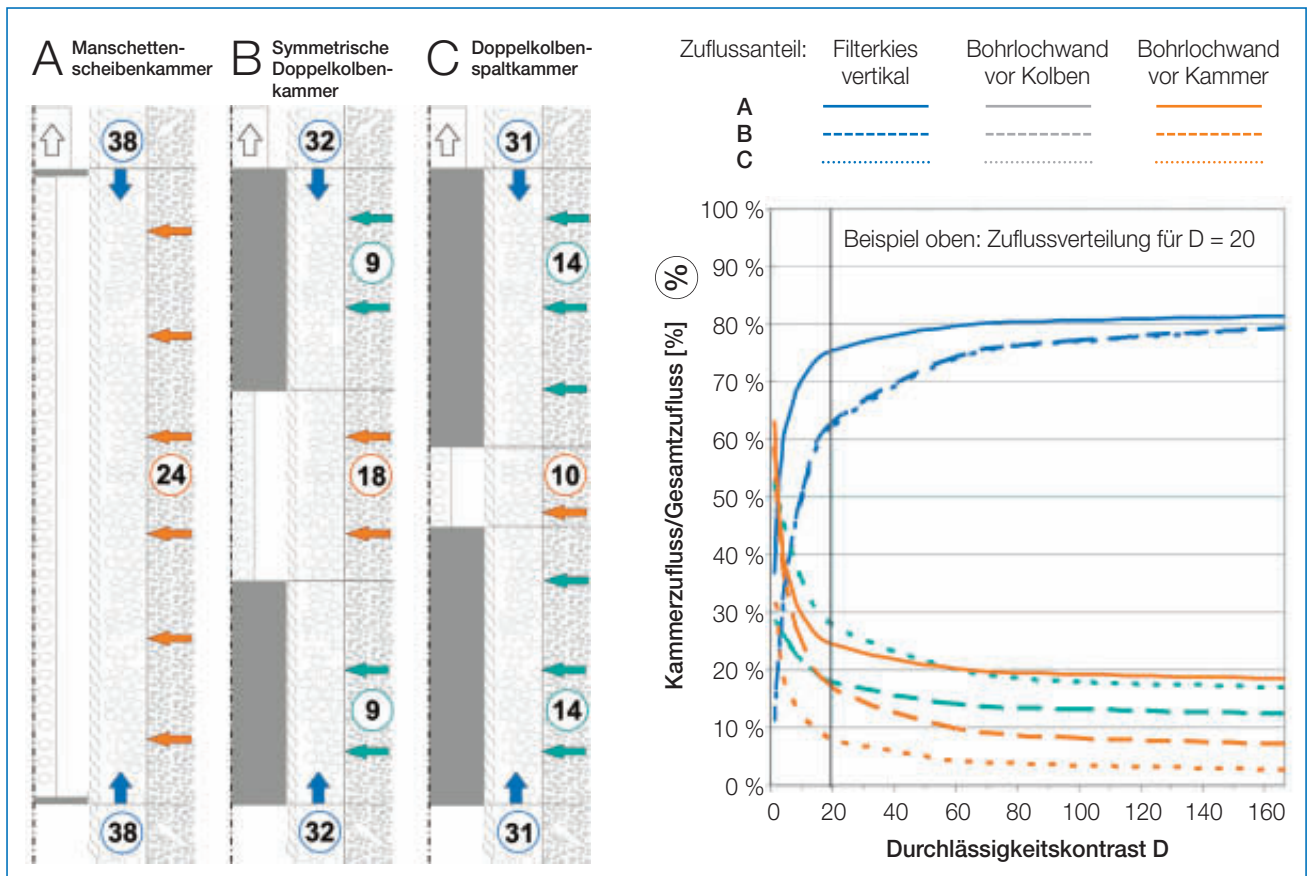 A Manschetten-
scheibenkammer
B Symmetrische
Doppelkolben-
kammer
C Doppelkolben-
spaltkammer
38
32
31
9
14
24
18
10
9
14
38
32
31
Zuflussanteil:
Filterkies
vertikal
Bohrlochwand
vor Kolben
Bohrlochwand
vor Kammer
A
B
C
Beispiel oben: Zuflussverteilung für D = 20
%
Kammerzufluss/Gesamtzufluss [%]
100 %
90 %
80 %
70 %
60 %
50 %
40 %
30 %
20 %
10 %
0 %
0 20 40 60 80 100 120 140 160
Durchlässigkeitskontrast D